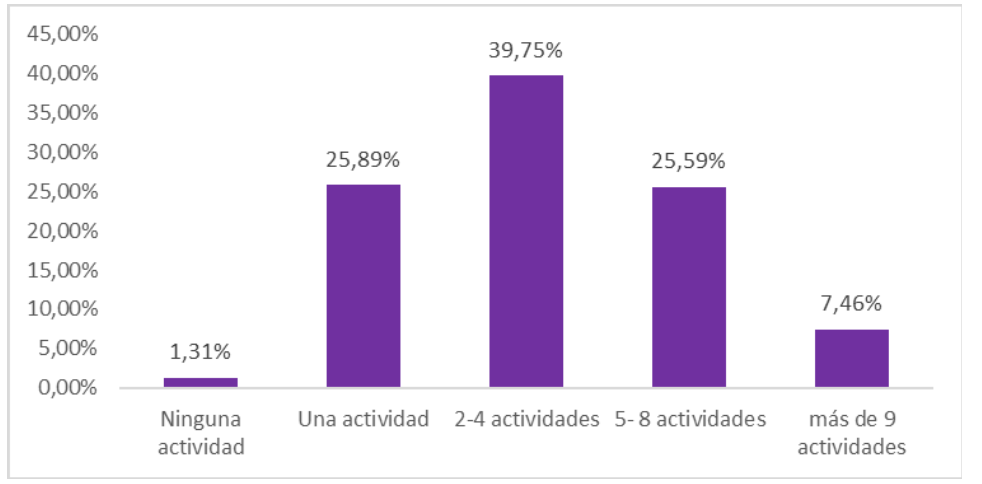 45,00%
40,00%
35,00%
30,00%
25,00%
20,00%
15,00%
10,00%
5,00%
0,00%
1,31%
25,89%
39,75%
25,59%
7,46%
Ninguna
actividad
Una actividad
2-4 actividades
5- 8 actividades
más de 9
actividades